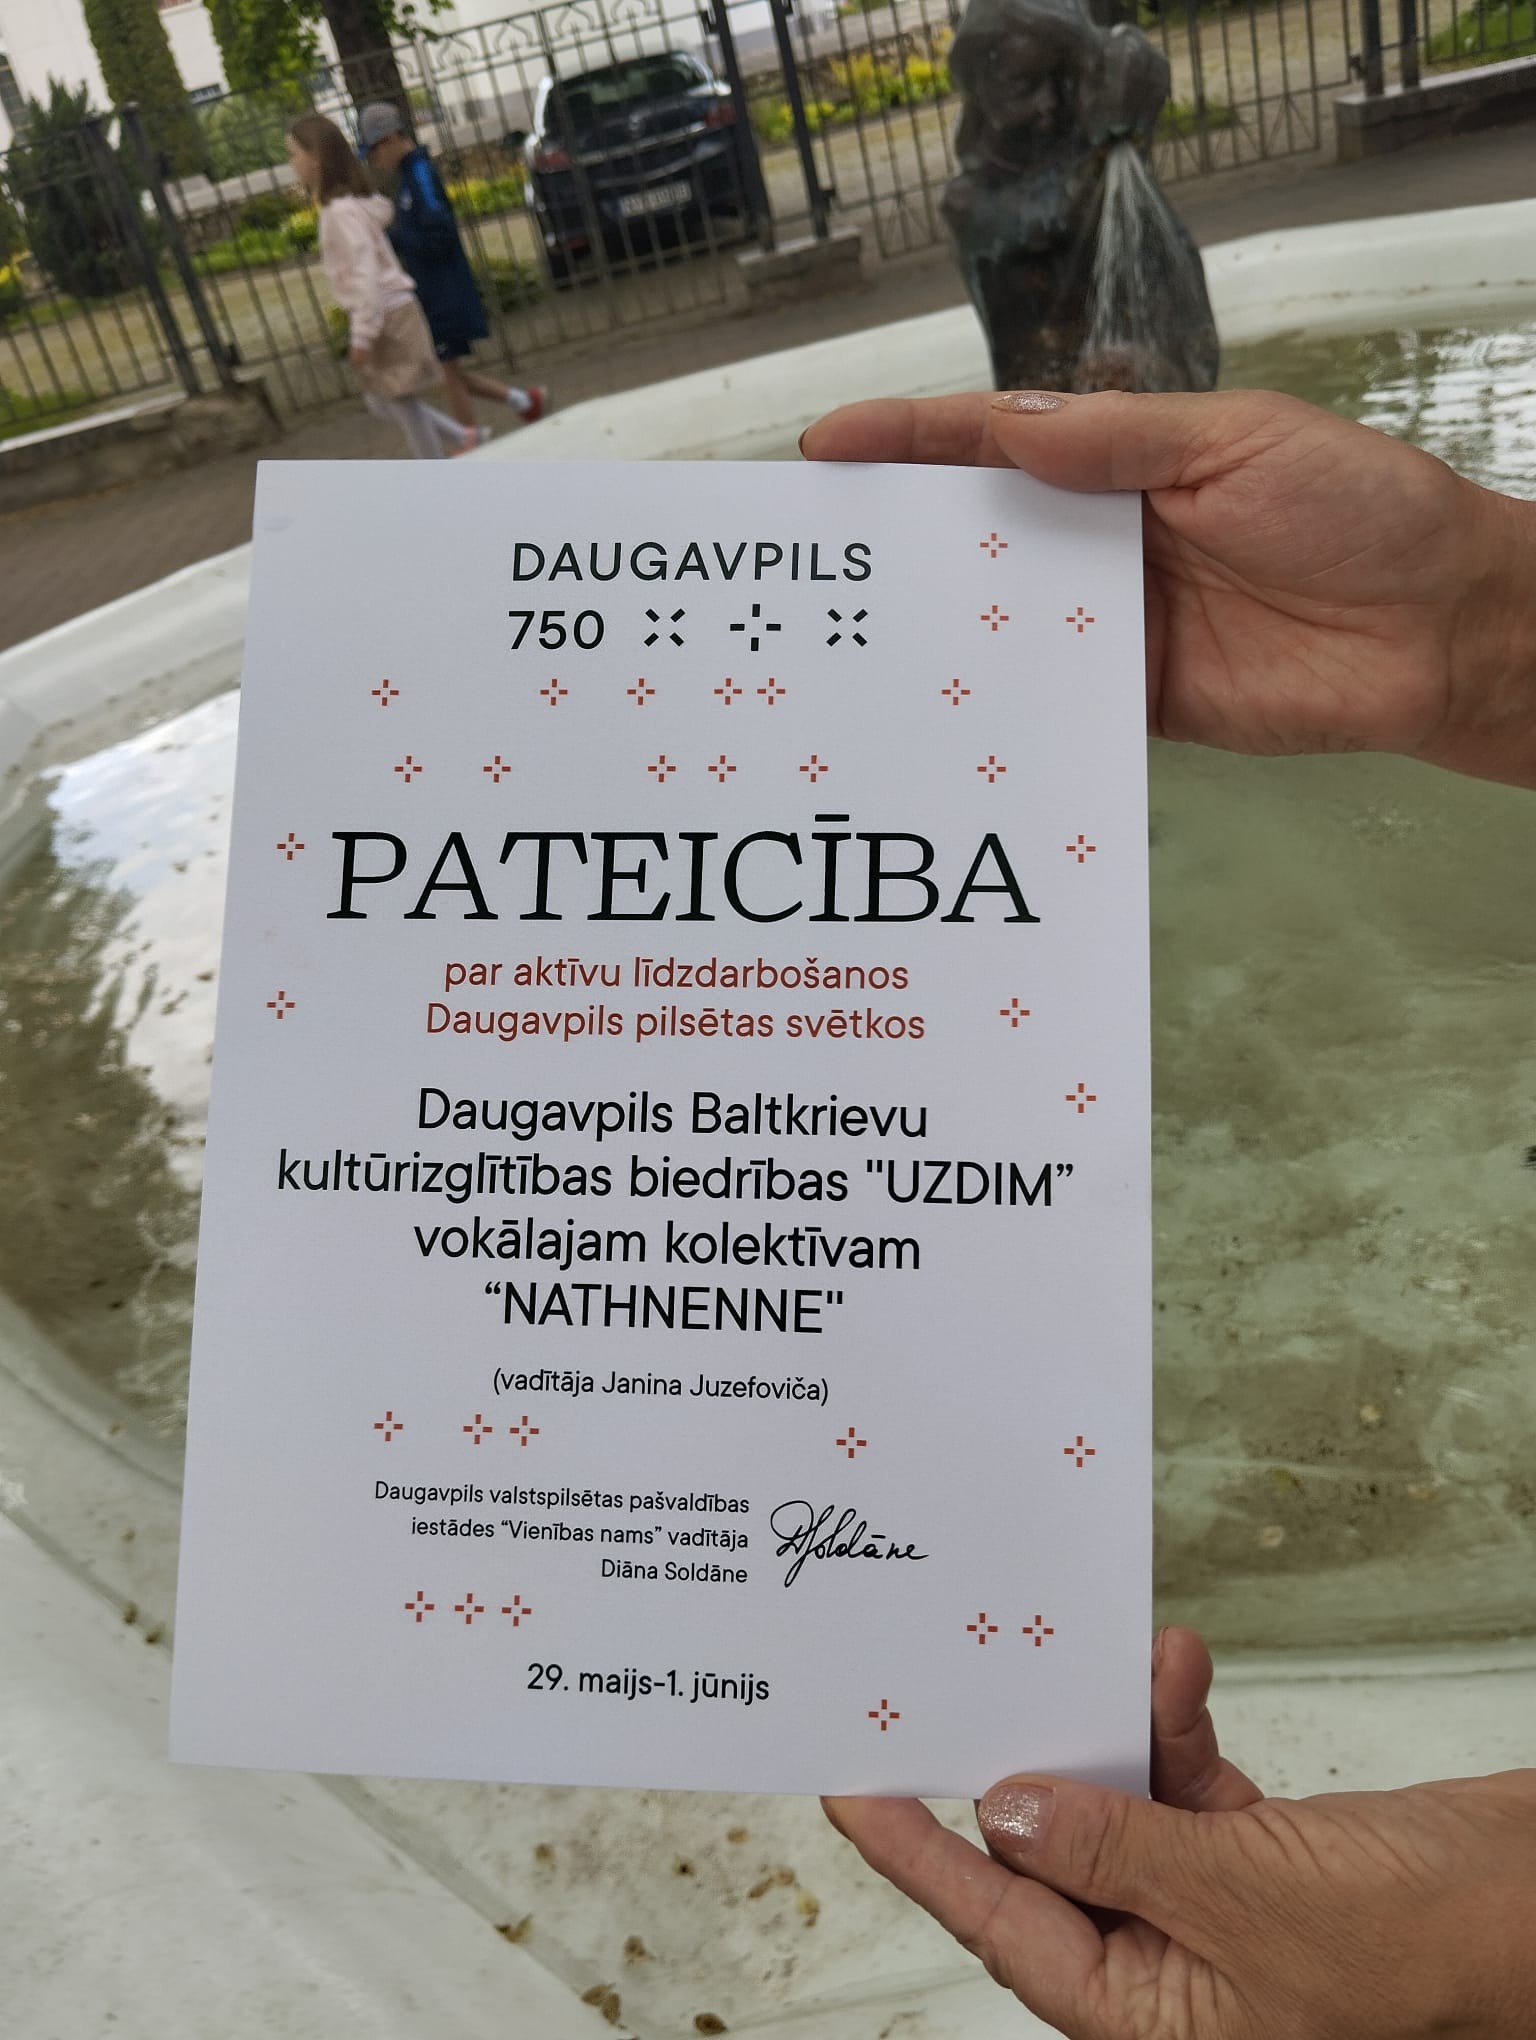 DAUGAVPILS
750
PATEICĪBA
par aktīvu līdzdarbošanos
Daugavpils pilsētas svētkos
Daugavpils Baltkrievu
kultūrizglītības biedrības "UZDIM”
vokālajam kolektīvam
“NATHNENNE"
(vadītāja Janina Juzefoviča)
Daugavpils valstspilsētas pašvaldības
iestādes “Vienības nams” vadītāja
Diāna Soldāne
29. maijs-1. jūnijs